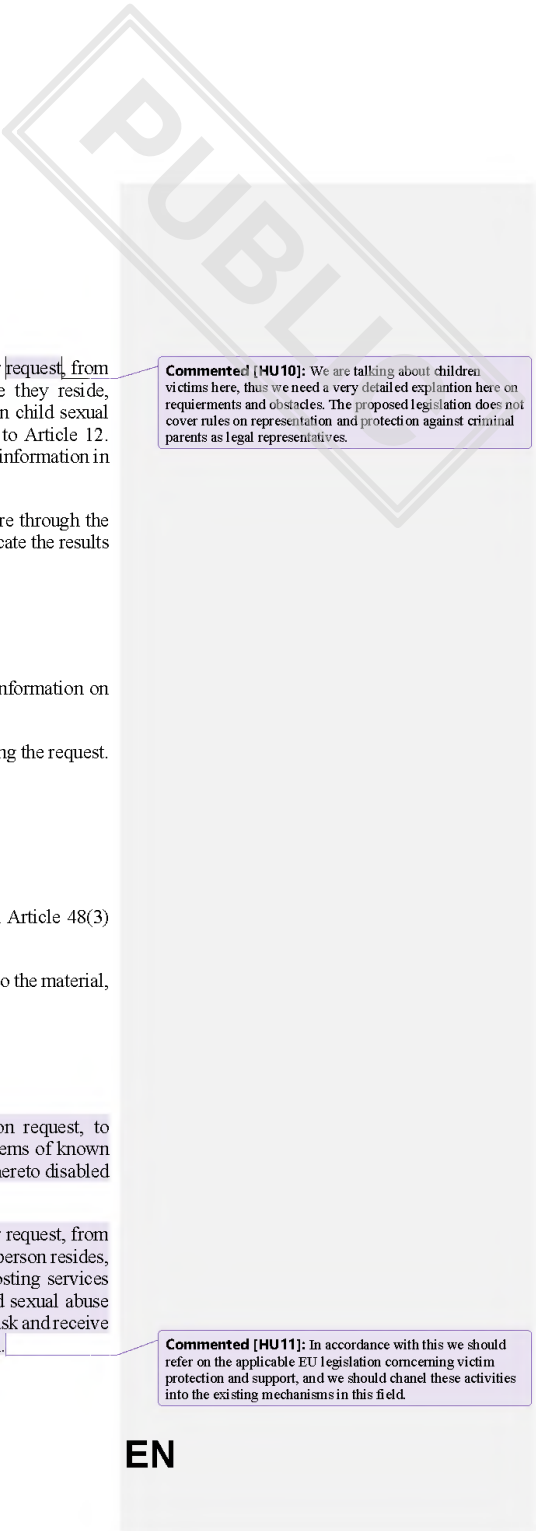 PUBLIC
request, from
they reside,
n child sexual
to Article 12.
information in
Commented [HU10]: We are talking about children
victims here, thus we need a very detailed explantion here on
requierments and obstacles. The proposed legislation does not
cover rules on representation and protection against criminal
parents as legal representatives.
re through the
cate the results
nformation on
ng the request.
Article 48(3)
o the material,
on request, to
ems of known
hereto disabled
request, from
person resides,
osting services
d sexual abuse
sk and receive
Commented [HU11]: In accordance with this we should
refer on the applicable EU legislation corncerning victim
protection and support, and we should chanel these activities
into the existing mechanisms in this field.
EN